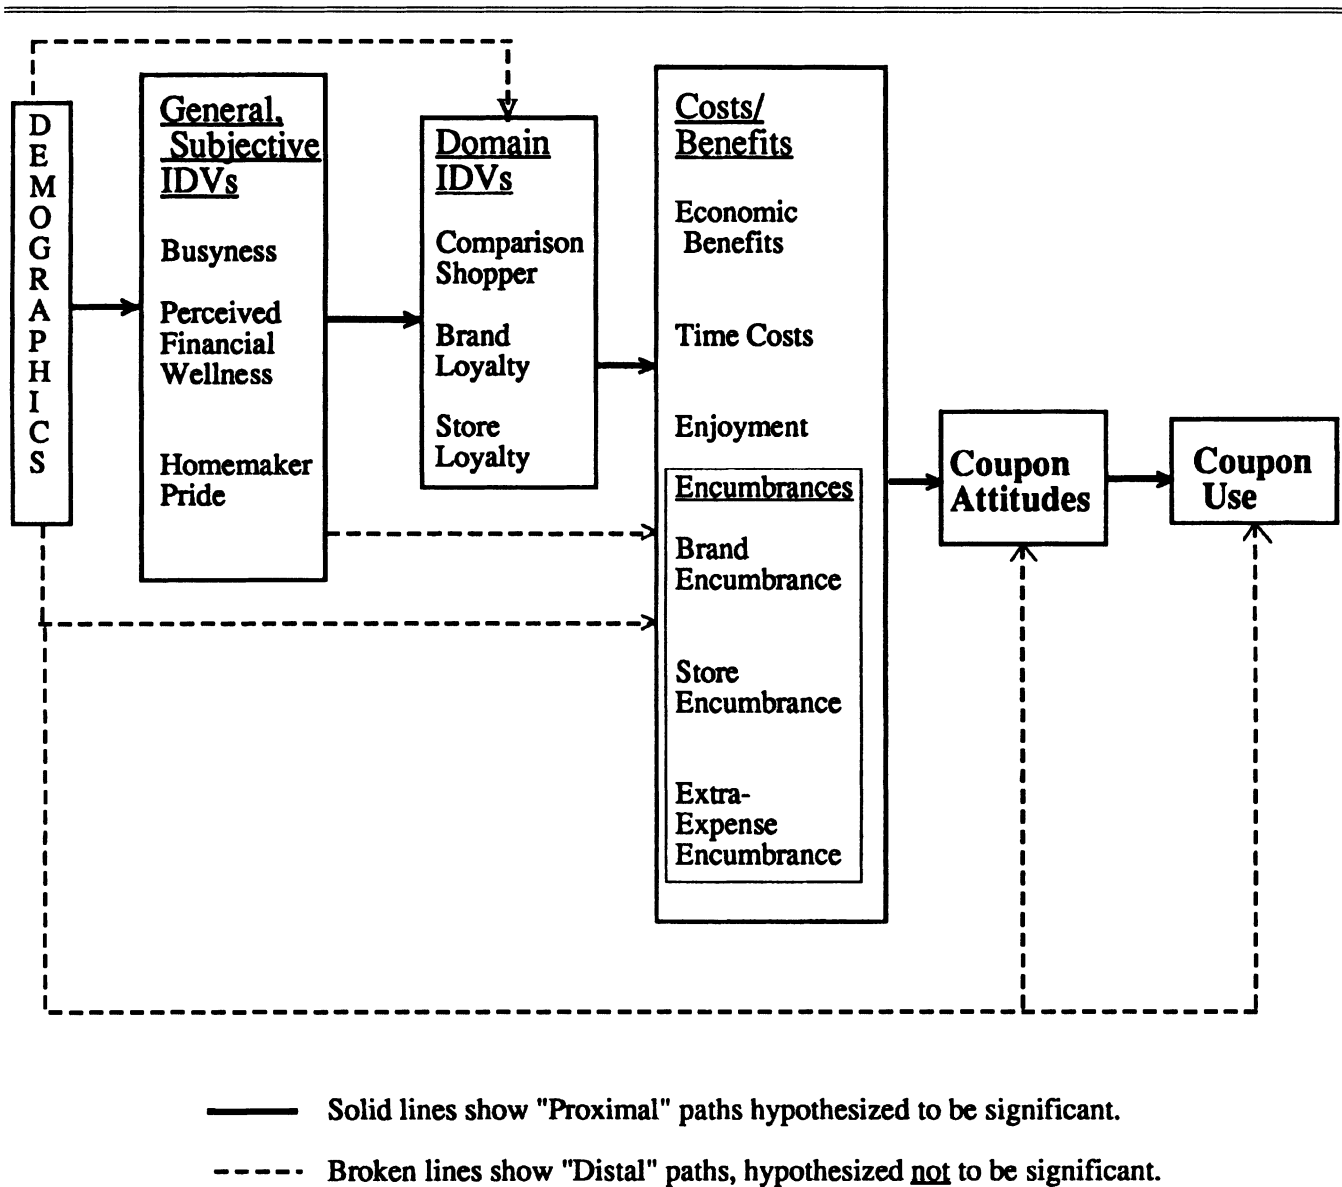 DEMOGRAPHICS
General,
Subjective
IDVs
Busyness
Perceived
Financial
Wellness
Homemaker
Pride
Domain
IDVs
Comparison
Shopper
Brand
Loyalty
Store
Loyalty
Costs/
Benefits
Economic
Benefits
Time Costs
Enjoyment
Encumbrances
Brand
Encumbrance
Store
Encumbrance
Extra-
Expense
Encumbrance
Coupon
Attitudes
Coupon
Use
Solid lines show "Proximal" paths hypothesized to be significant.
Broken lines show "Distal" paths, hypothesized not to be significant.